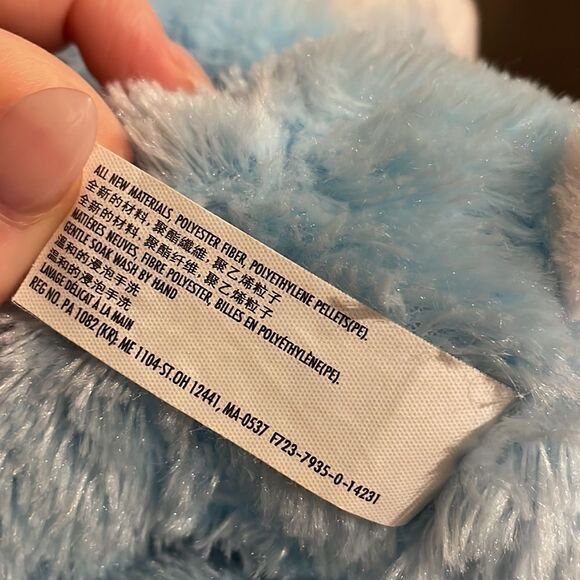 ALL NEW MATERIALS, POLYESTER FIBER, POLYETHYLENE PELLETS(PE).
全新的材料, 聚酯纖維, 聚乙烯粒子
全新的材料, 聚酯纤维, 聚乙烯粒子
MATIERES NEUVES, FIBRE POLYESTER, BILLES EN POLYÉTHYLÈNE(PE).
GENTLE SOAK WASH BY HAND
溫和的浸泡手洗
温和的浸泡手洗
LAVAGE DÉLICAT À LA MAIN
REG NO. PA 1082 (KR); ME 1104-ST.OH 12441, MA-0537 F723-7935-0-14231